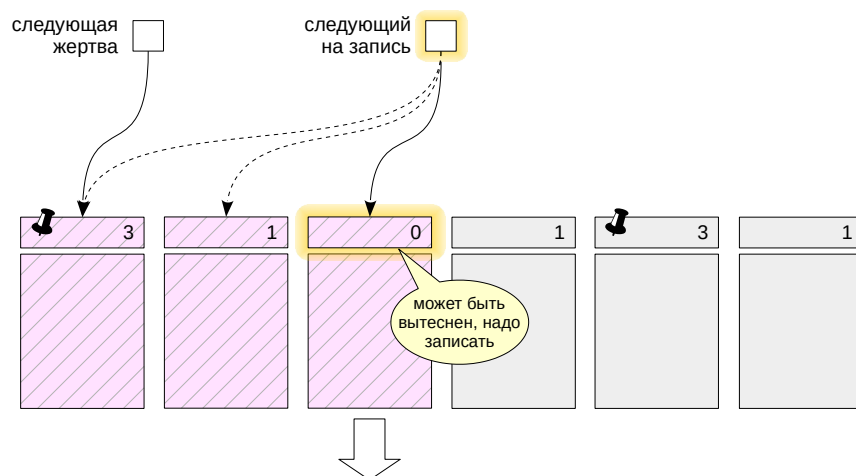 следующая
жертва
следующий
на запись
3
1
0
1
3
1
может быть
вытеснен, надо
записать